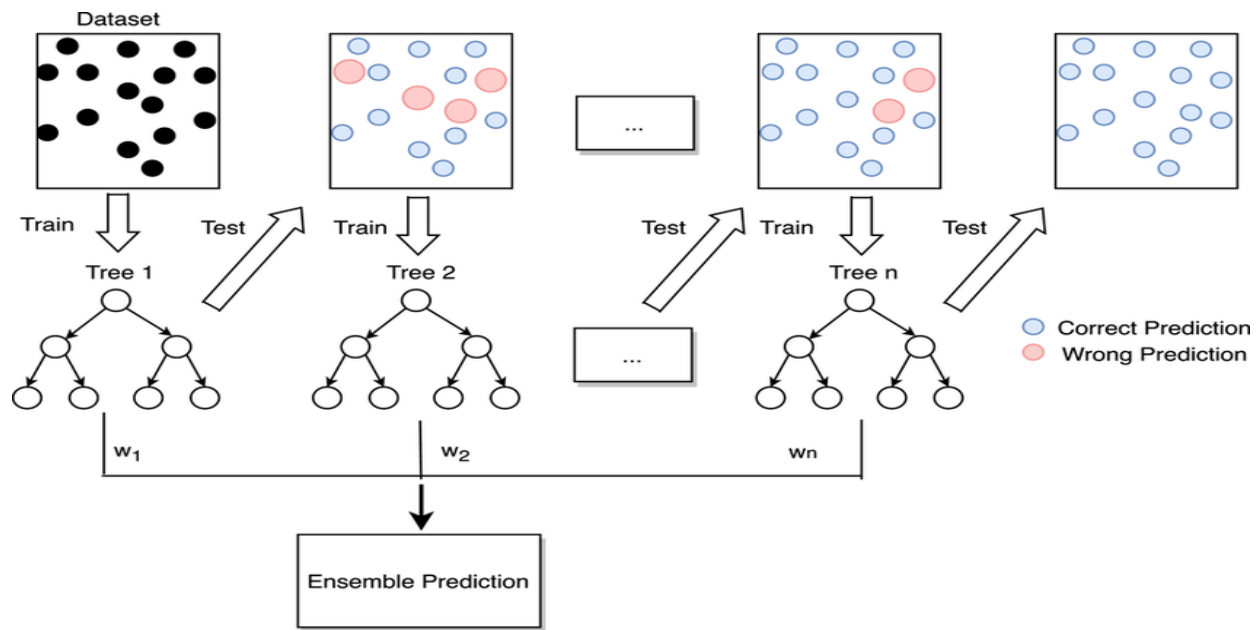 Dataset
...
Train
Test
Train
Test
Train
Test
Tree 1
Tree 2
Tree n
Correct Prediction
Wrong Prediction
...
w1
w2
wn
Ensemble Prediction